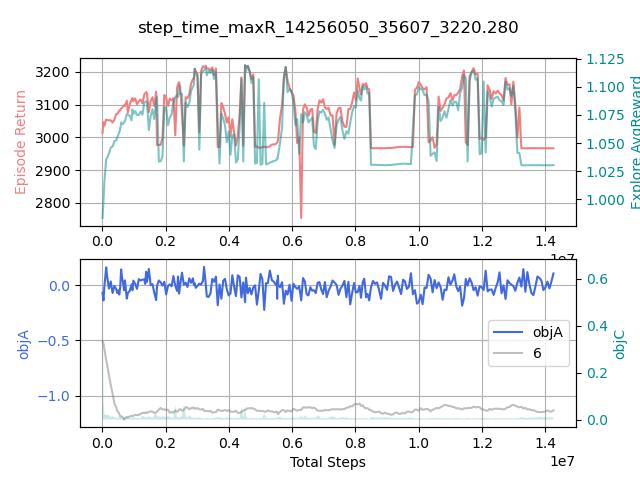 step_time_maxR_14256050_35607_3220.280
3200
3100
3000
2900
2800
Episode Return
1.125
1.100
1.075
1.050
1.025
1.000
Explore AvgReward
0.0 0.2 0.4 0.6 0.8 1.0 1.2 1.4
1e7
0.0
−0.5
−1.0
objA
0.6
0.4
0.2
0.0
objC
objA
6
0.0 0.2 0.4 0.6 0.8 1.0 1.2 1.4
Total Steps
1e7